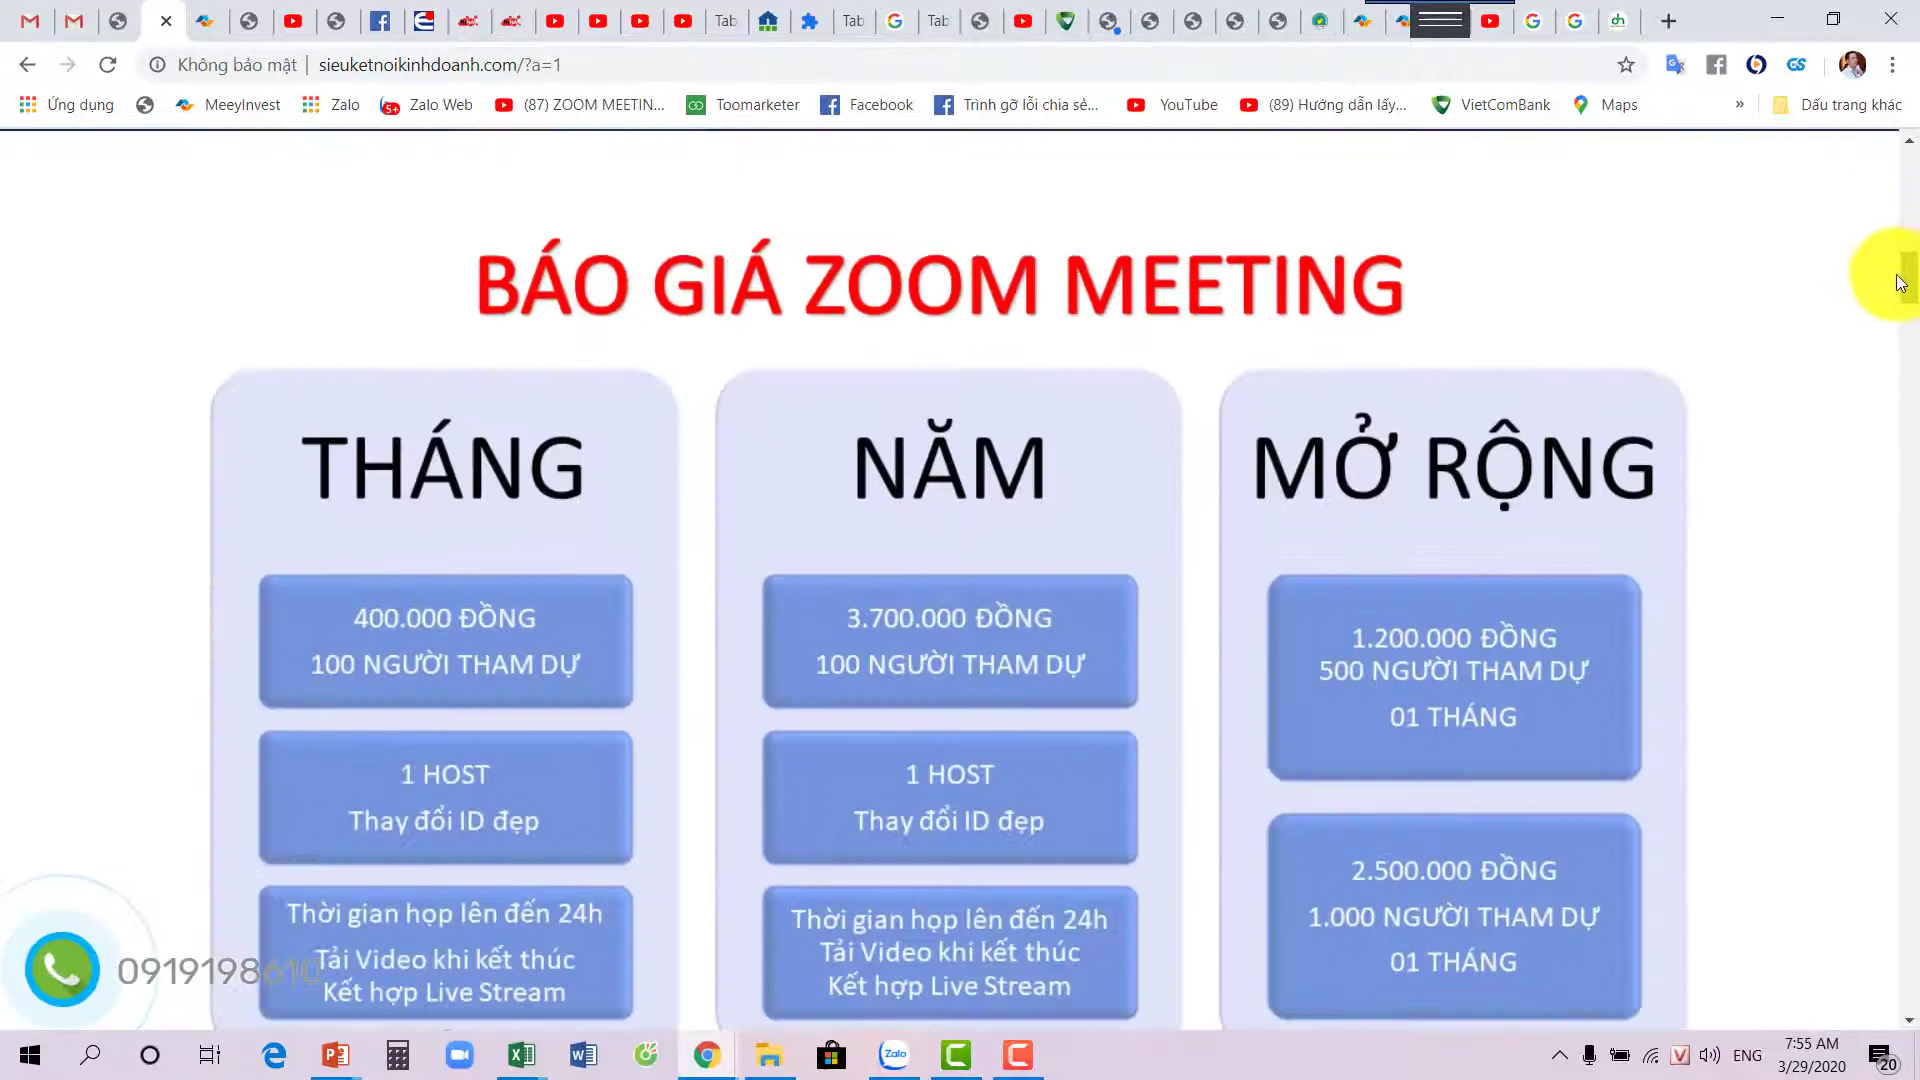 Tab
Tab
Tab
Không bảo mật
sieuketnoikinhdoanh.com/?a=1
Ứng dụng
MeeyInvest
Zalo
Zalo Web
(87) ZOOM MEETIN...
Toomarketer
Facebook
Trình gỡ lỗi chia sẻ...
YouTube
(89) Hướng dẫn lấy...
VietComBank
Maps
»
Dấu trang khác
BÁO GIÁ ZOOM MEETING
THÁNG
400.000 ĐỒNG
100 NGƯỜI THAM DỰ
1 HOST
Thay đổi ID đẹp
Thời gian họp lên đến 24h
Tải Video khi kết thúc
Kết hợp Live Stream
NĂM
3.700.000 ĐỒNG
100 NGƯỜI THAM DỰ
1 HOST
Thay đổi ID đẹp
Thời gian họp lên đến 24h
Tải Video khi kết thúc
Kết hợp Live Stream
MỞ RỘNG
1.200.000 ĐỒNG
500 NGƯỜI THAM DỰ
01 THÁNG
2.500.000 ĐỒNG
1.000 NGƯỜI THAM DỰ
01 THÁNG
0919198610
Zalo
ENG
7:55 AM
3/29/2020
20